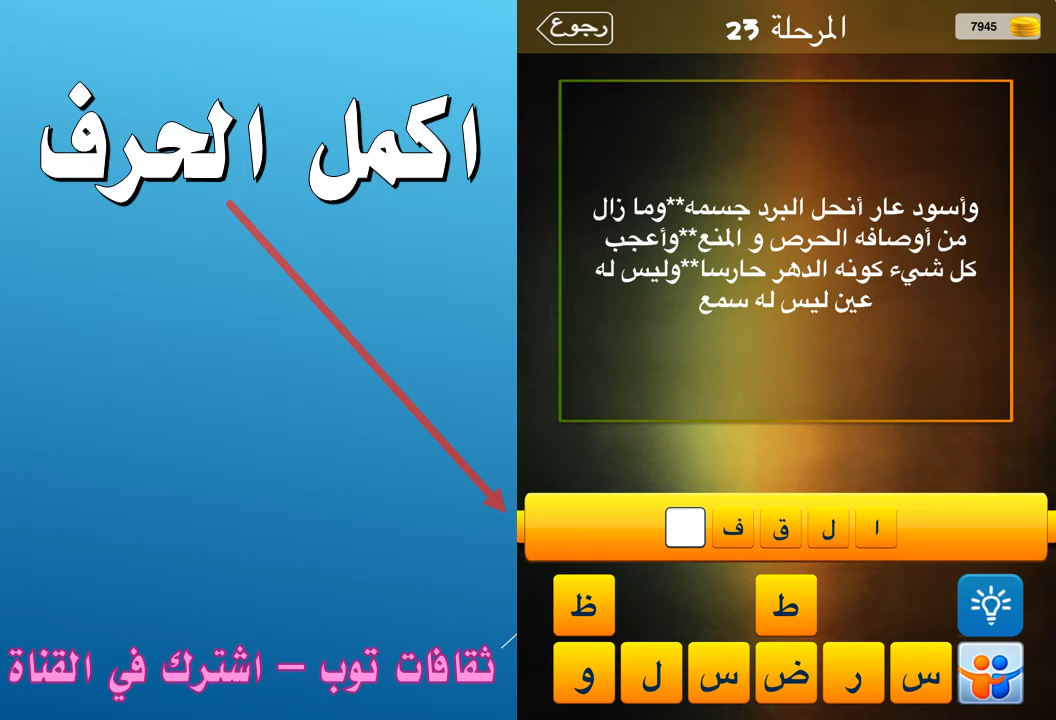 اكمل الحرف
ثقافات توب – اشترك في القناة
رجوع
المرحلة 23
7945
وأسود عار أنحل البرد جسمه**وما زال
من أوصافه الحرص و المنع**وأعجب
كل شيء كونه الدهر حارسا**وليس له
عين ليس له سمع
ا ل ق ف
ط ظ
س ر ض س ل و